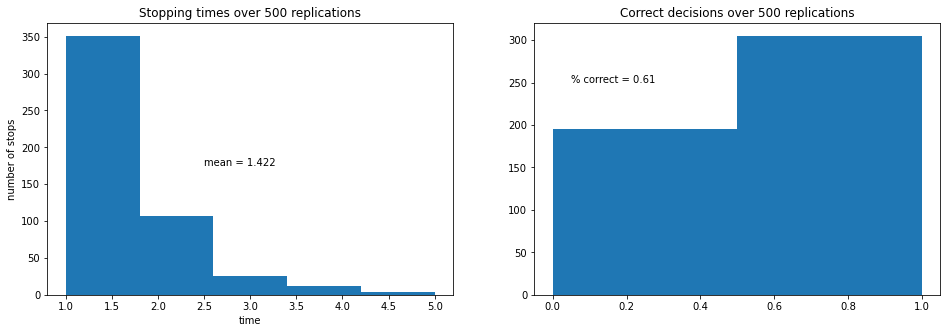 Stopping times over 500 replications
350
300
250
200
150
100
50
0
number of stops
mean = 1.422
1.0 1.5 2.0 2.5 3.0 3.5 4.0 4.5 5.0
time
Correct decisions over 500 replications
300
250
200
150
100
50
0
% correct = 0.61
0.0 0.2 0.4 0.6 0.8 1.0